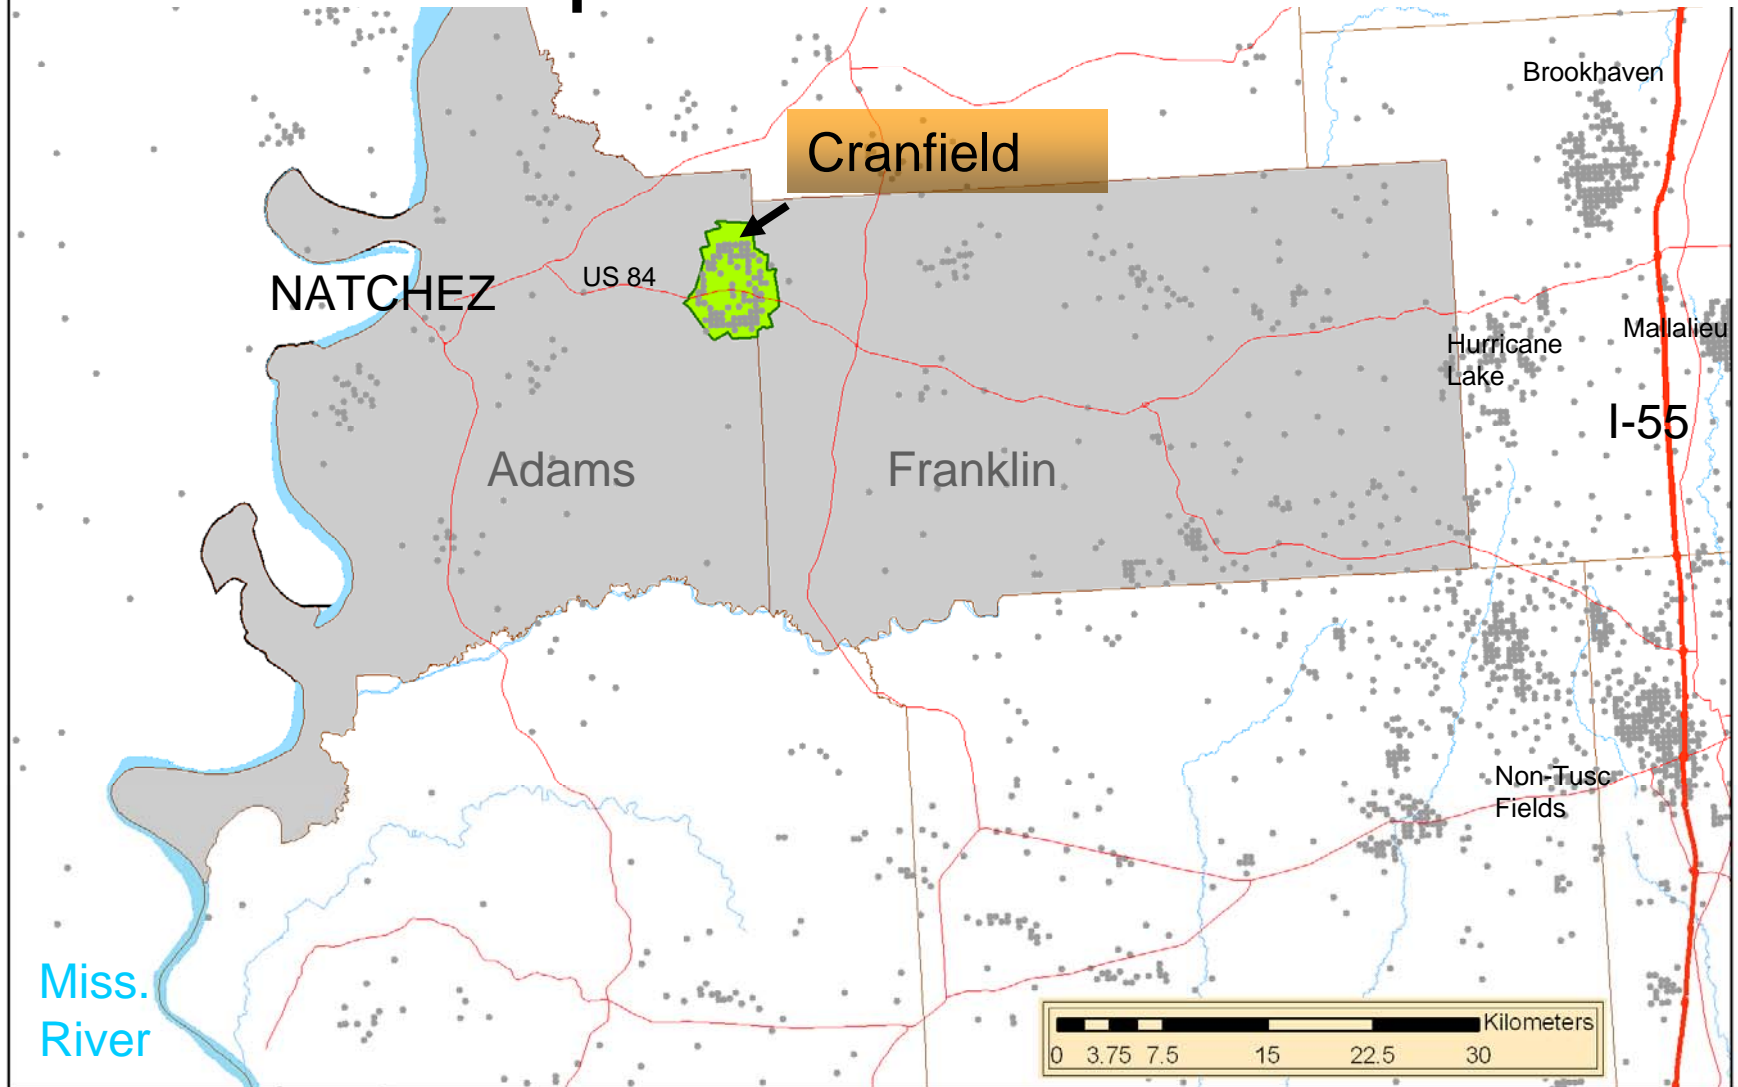 Brookhaven
Cranfield
NATCHEZ
US 84
Mallalieu
Hurricane
Lake
I-55
Adams
Franklin
Non-Tusc
Fields
Miss.
River
Kilometers
0 3.75 7.5 15 22.5 30